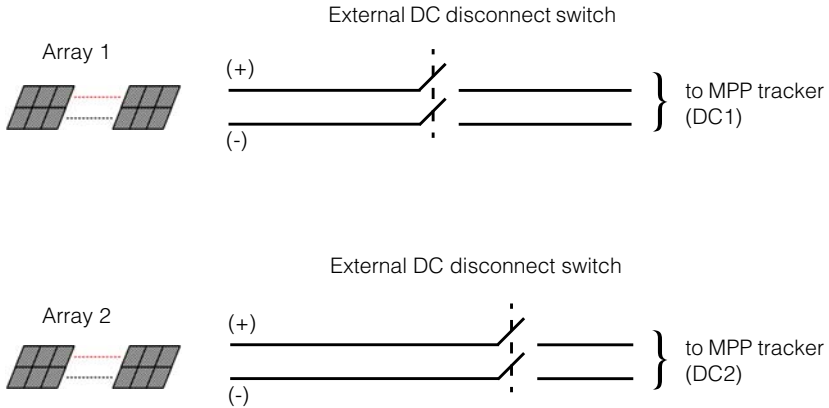 External DC disconnect switch
Array 1
(+)
to MPP tracker
(DC1)
(-)
External DC disconnect switch
Array 2
(+)
to MPP tracker
(DC2)
(-)